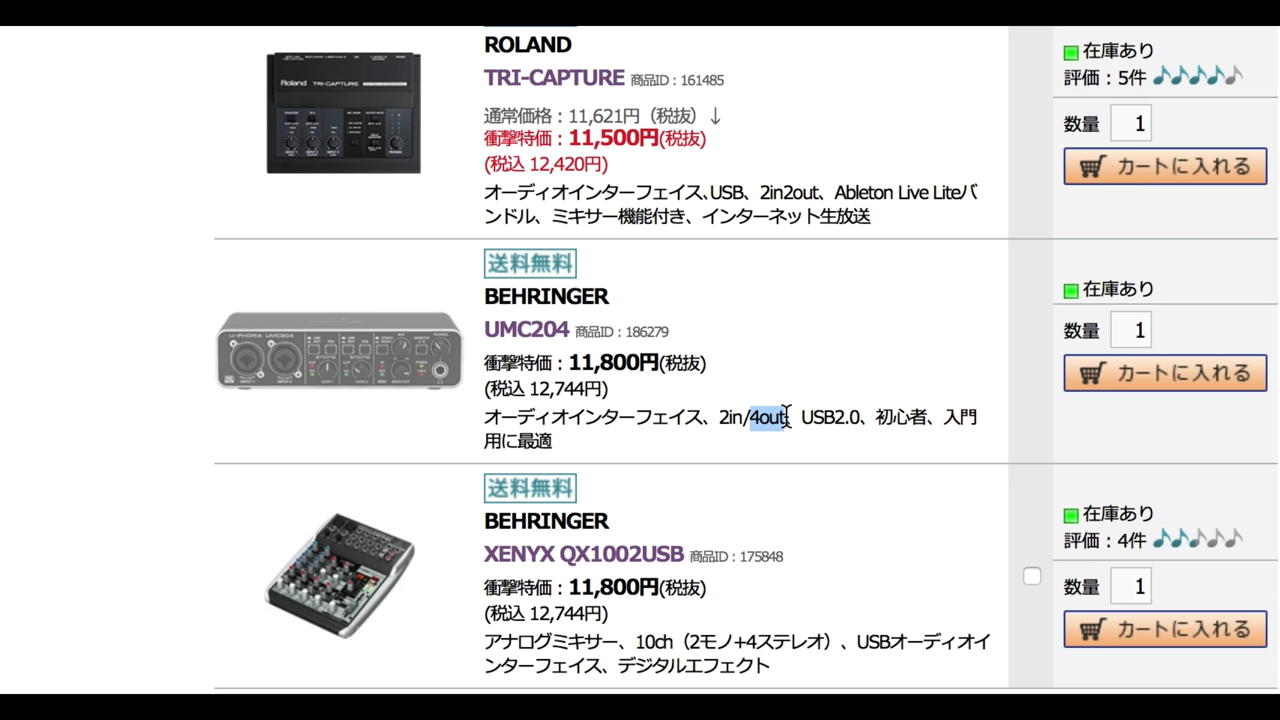 ROLAND
TRI-CAPTURE 商品ID：161485
通常価格：11,621円（税抜）↓
衝撃特価：11,500円(税抜)
(税込 12,420円)
オーディオインターフェイス、USB、2in2out、Ableton Live Liteバ
ンドル、ミキサー機能付き、インターネット生放送
在庫あり
評価：5件
数量 1
カートに入れる
Roland TRI-CAPTURE
送料無料
BEHRINGER
UMC204 商品ID：186279
衝撃特価：11,800円(税抜)
(税込 12,744円)
オーディオインターフェイス、2in/4out、USB2.0、初心者、入門
用に最適
在庫あり
数量 1
カートに入れる
U-PHORIA UMC204
送料無料
BEHRINGER
XENYX QX1002USB 商品ID：175848
衝撃特価：11,800円(税抜)
(税込 12,744円)
アナログミキサー、10ch（2モノ+4ステレオ）、USBオーディオイ
ンターフェイス、デジタルエフェクト
在庫あり
評価：4件
数量 1
カートに入れる